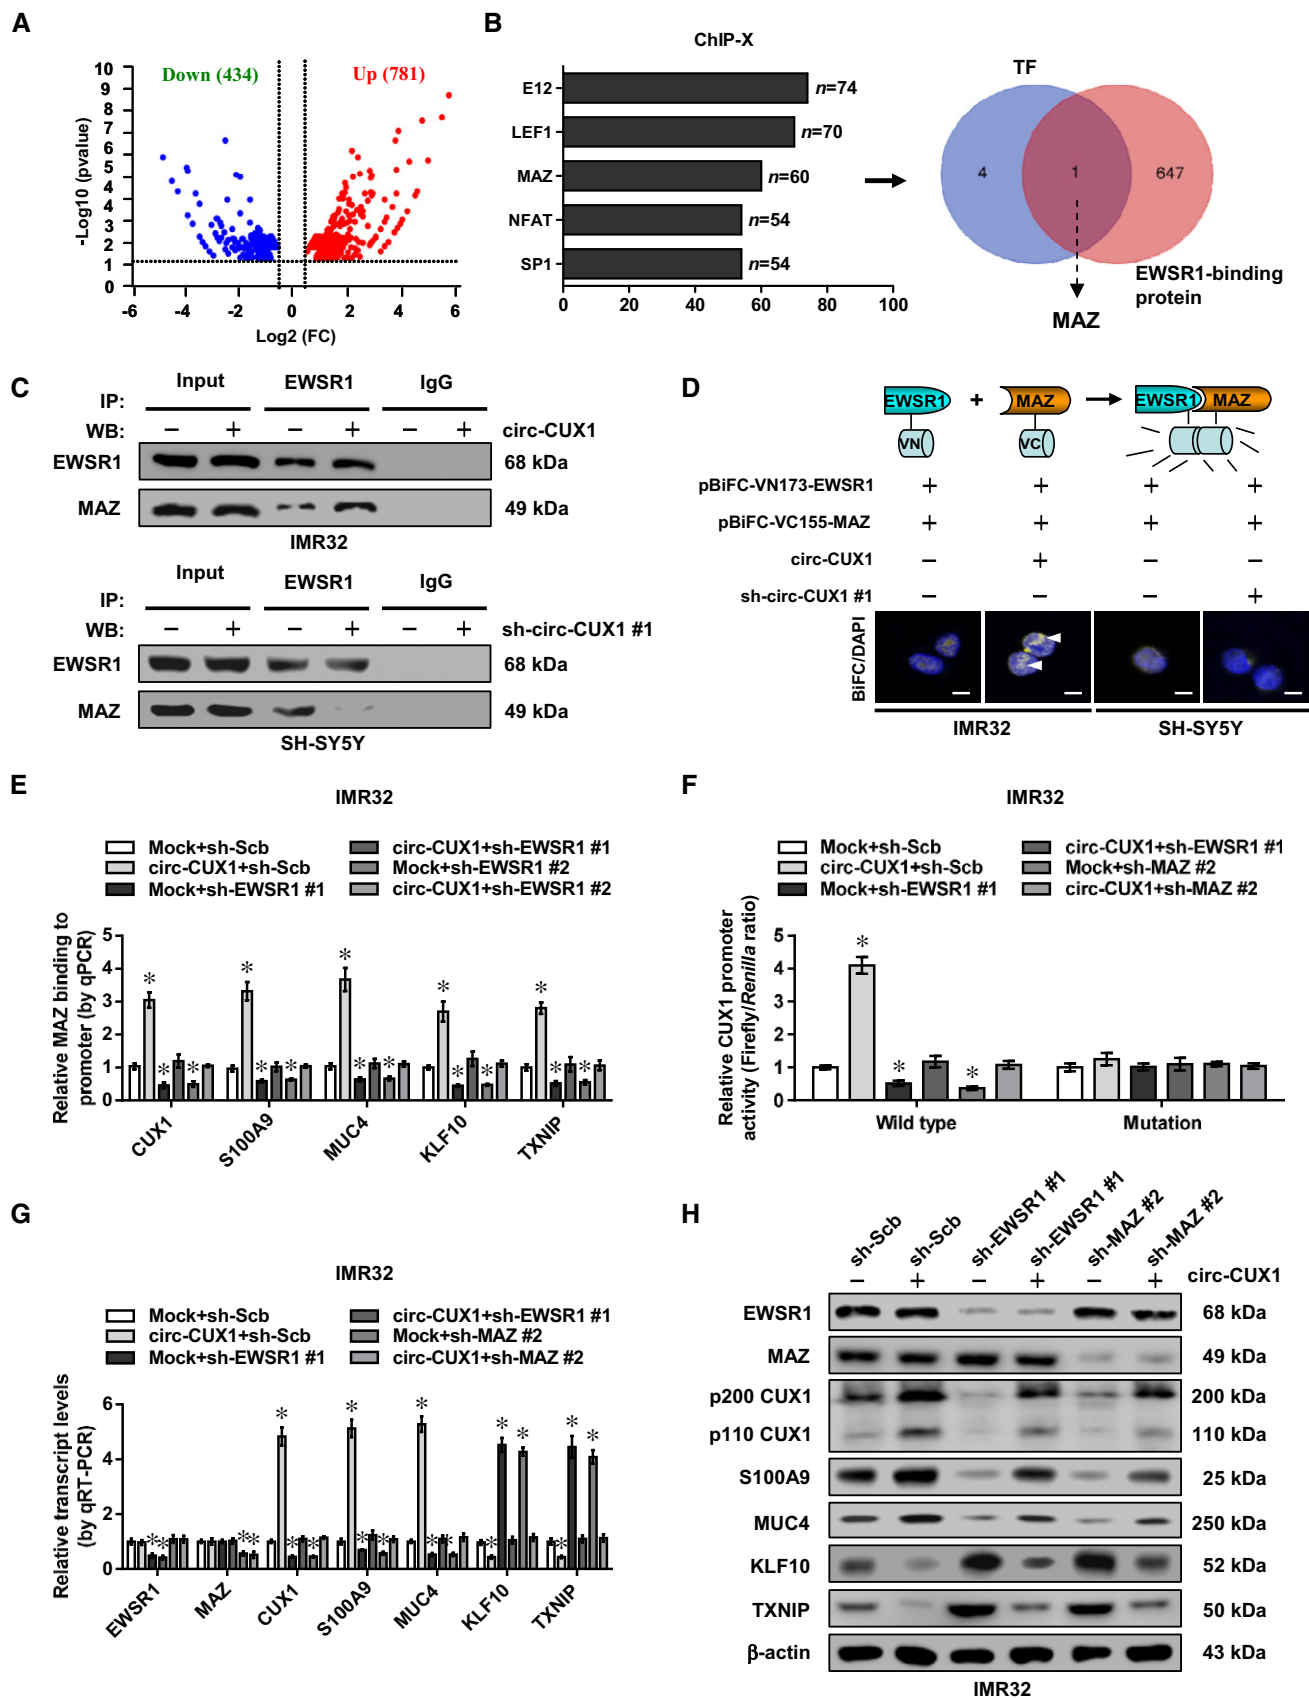 A
Down (434)
Up (781)
-Log10 (pvalue)
10
9
8
7
6
5
4
3
2
1
0
-6
-4
-2
0
2
4
6
Log2 (FC)
B
ChIP-X
E12
LEF1
MAZ
NFAT
SP1
n=74
n=70
n=60
n=54
n=54
0
20
40
60
80
100
TF
4
1
647
EWSR1-binding
protein
MAZ
C
Input
EWSR1
IgG
IP:
WB:
− + − + − +
circ-CUX1
EWSR1
68 kDa
MAZ
49 kDa
IMR32
Input
EWSR1
IgG
IP:
WB:
− + − + − +
sh-circ-CUX1 #1
EWSR1
68 kDa
MAZ
49 kDa
SH-SY5Y
D
EWSR1
+
MAZ
EWSR1
MAZ
VN
VC
pBiFC-VN173-EWSR1
+ + + +
pBiFC-VC155-MAZ
+ + + +
circ-CUX1
− + − −
sh-circ-CUX1 #1
− − − +
BiFC/DAPI
IMR32
SH-SY5Y
E
IMR32
Mock+sh-Scb
circ-CUX1+sh-Scb
Mock+sh-EWSR1 #1
circ-CUX1+sh-EWSR1 #1
Mock+sh-EWSR1 #2
circ-CUX1+sh-EWSR1 #2
Relative MAZ binding to
promoter (by qPCR)
5
4
3
2
1
0
* * *
* * *
* * *
* * *
* * *
CUX1
S100A9
MUC4
KLF10
TXNIP
F
IMR32
Mock+sh-Scb
circ-CUX1+sh-Scb
Mock+sh-EWSR1 #1
circ-CUX1+sh-EWSR1 #1
Mock+sh-MAZ #2
circ-CUX1+sh-MAZ #2
Relative CUX1 promoter
activity (Firefly/Renilla ratio)
5
4
3
2
1
0
* * *
Wild type
Mutation
G
IMR32
Mock+sh-Scb
circ-CUX1+sh-Scb
Mock+sh-EWSR1 #1
circ-CUX1+sh-EWSR1 #1
Mock+sh-MAZ #2
circ-CUX1+sh-MAZ #2
Relative transcript levels
(by qRT-PCR)
6
4
2
0
* *
* *
* * *
* * *
* * *
* * *
* * *
EWSR1
MAZ
CUX1
S100A9
MUC4
KLF10
TXNIP
H
sh-Scb
sh-Scb
sh-EWSR1 #1
sh-EWSR1 #1
sh-MAZ #2
sh-MAZ #2
− + − + − +
circ-CUX1
EWSR1
68 kDa
MAZ
49 kDa
p200 CUX1
200 kDa
p110 CUX1
110 kDa
S100A9
25 kDa
MUC4
250 kDa
KLF10
52 kDa
TXNIP
50 kDa
β-actin
43 kDa
IMR32